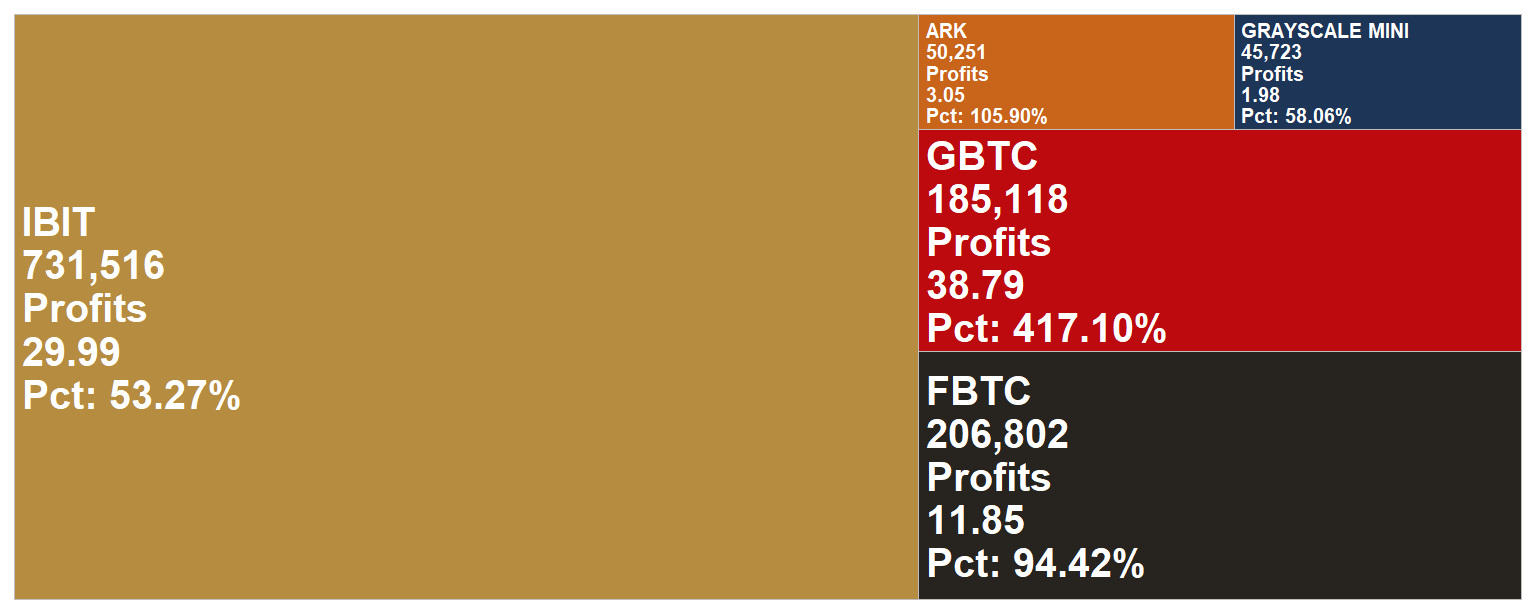 IBIT
731,516
Profits
29.99
Pct: 53.27%
ARK
50,251
Profits
3.05
Pct: 105.90%
GRAYSCALE MINI
45,723
Profits
1.98
Pct: 58.06%
GBTC
185,118
Profits
38.79
Pct: 417.10%
FBTC
206,802
Profits
11.85
Pct: 94.42%